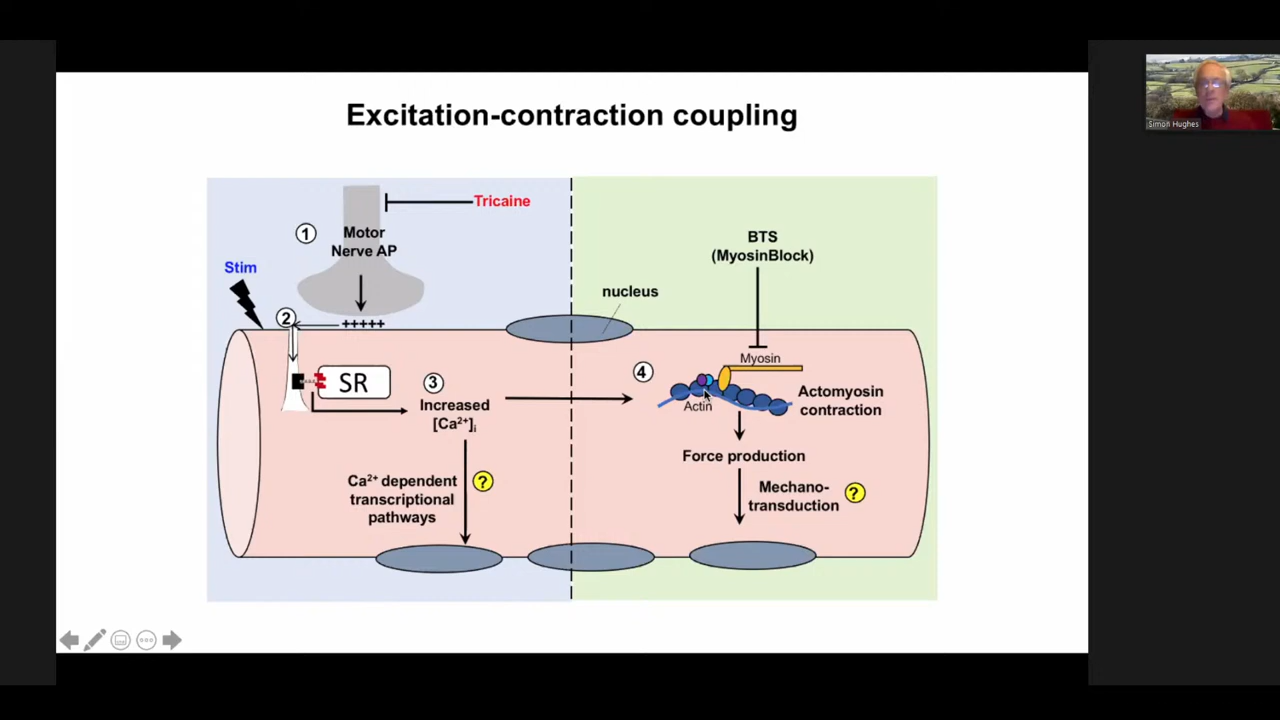 Excitation-contraction coupling
Simon Hughes
Tricaine
1
Motor
Nerve AP
Stim
2
+++++
SR
3
Increased
[Ca²⁺]ᵢ
Ca²⁺ dependent
transcriptional
pathways
?
nucleus
BTS
(MyosinBlock)
4
Myosin
Actin
Actomyosin
contraction
Force production
Mechano-
transduction
?